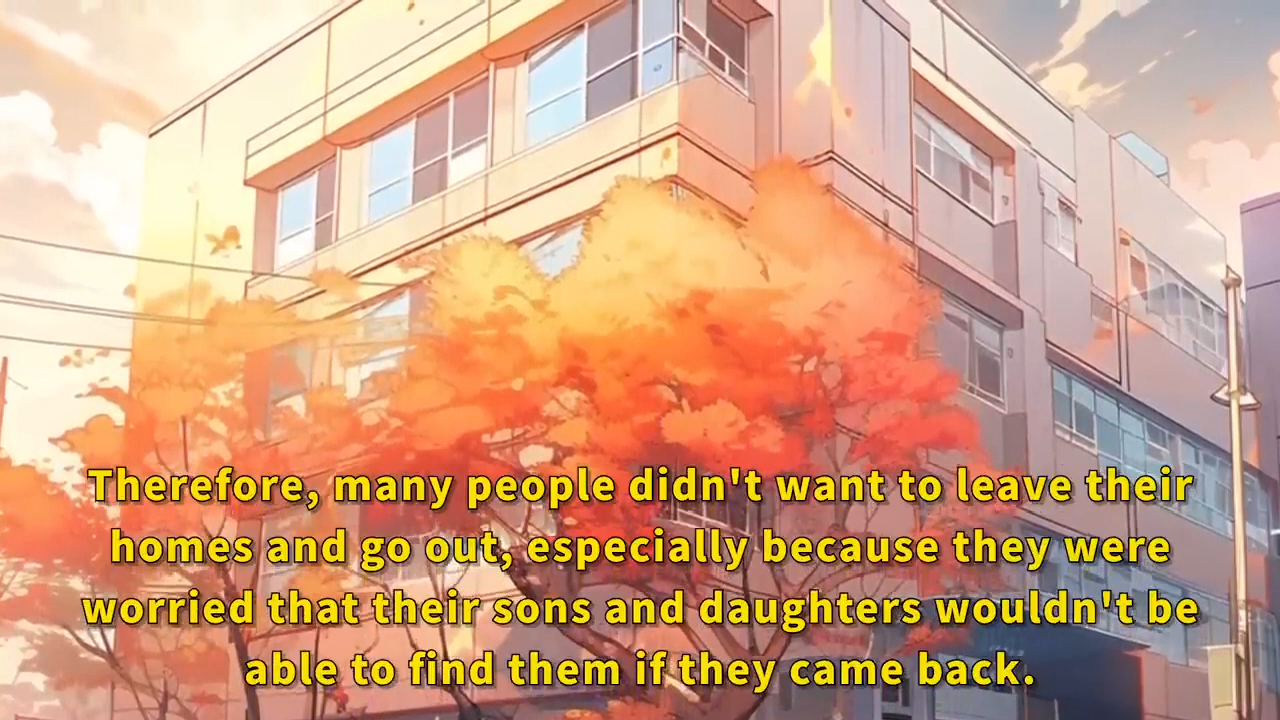 Therefore, many people didn't want to leave their
homes and go out, especially because they were
worried that their sons and daughters wouldn't be
able to find them if they came back.